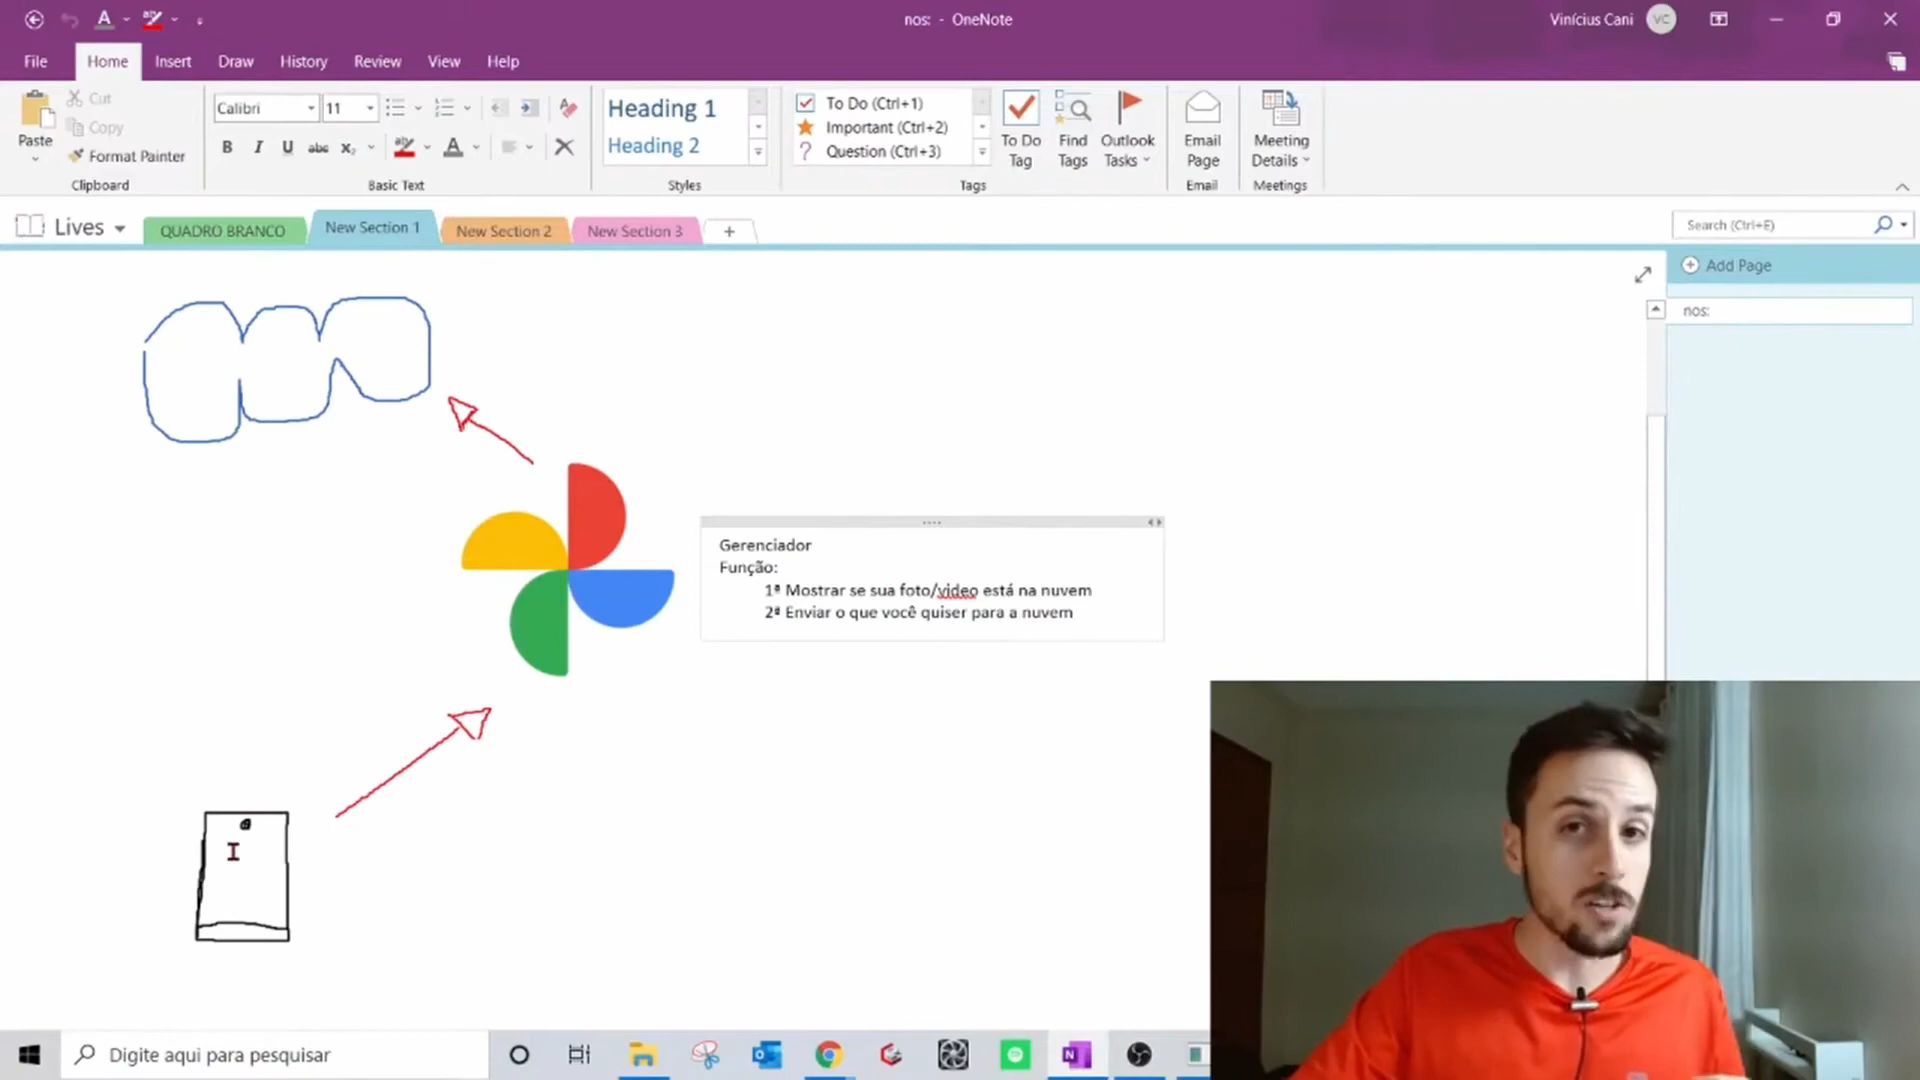 nos: - OneNote
Vinícius Cani
VC
File Home Insert Draw History Review View Help
Paste
Cut
Copy
Format Painter
Clipboard
Calibri 11
B I U abc x₂ A
Basic Text
Heading 1
Heading 2
Styles
To Do (Ctrl+1)
Important (Ctrl+2)
Question (Ctrl+3)
To Do Tag
Find Tags
Outlook Tasks
Tags
Email Page
Email
Meeting Details
Meetings
Lives
QUADRO BRANCO
New Section 1
New Section 2
New Section 3
Search (Ctrl+E)
Add Page
nos:
Gerenciador
Função:
1ª Mostrar se sua foto/video está na nuvem
2ª Enviar o que você quiser para a nuvem
Digite aqui para pesquisar